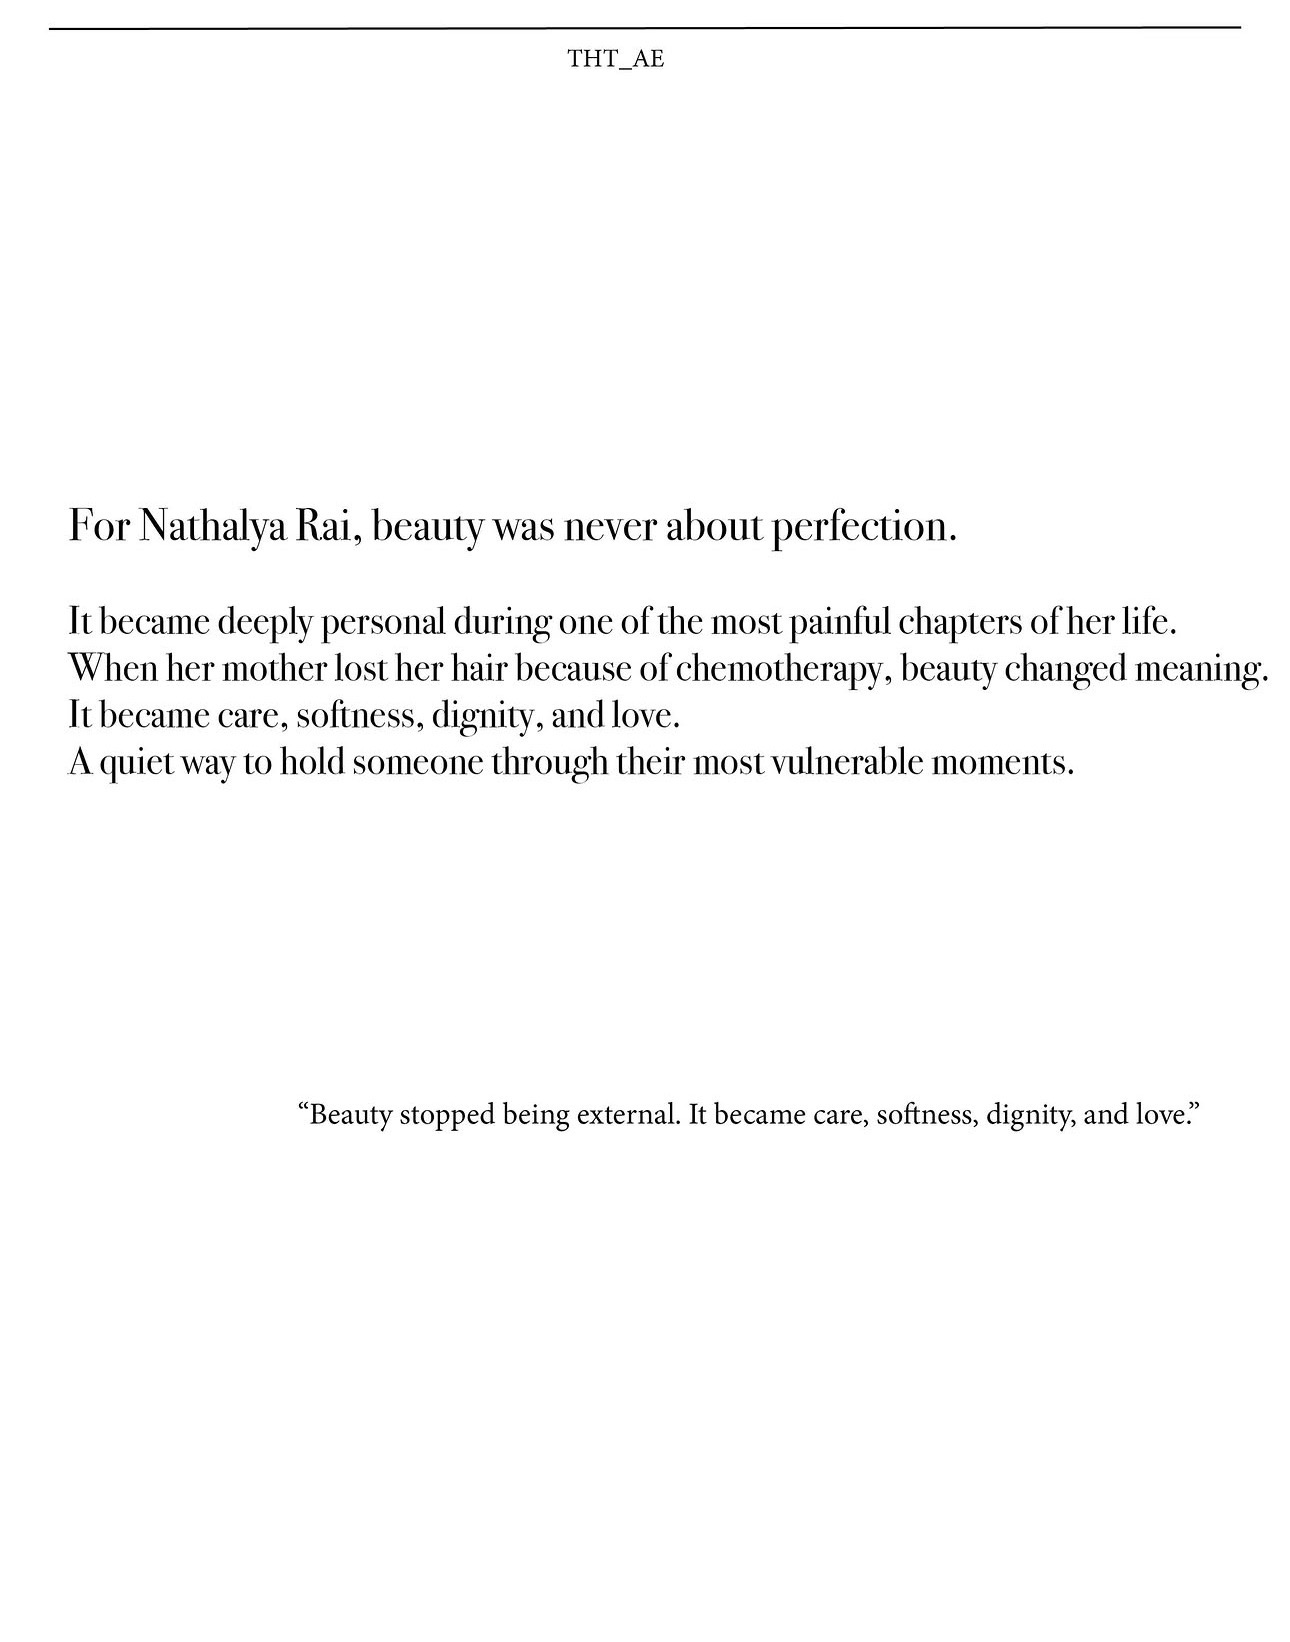 THT_AE
For Nathalya Rai, beauty was never about perfection.
It became deeply personal during one of the most painful chapters of her life.
When her mother lost her hair because of chemotherapy, beauty changed meaning.
It became care, softness, dignity, and love.
A quiet way to hold someone through their most vulnerable moments.
“Beauty stopped being external. It became care, softness, dignity, and love.”